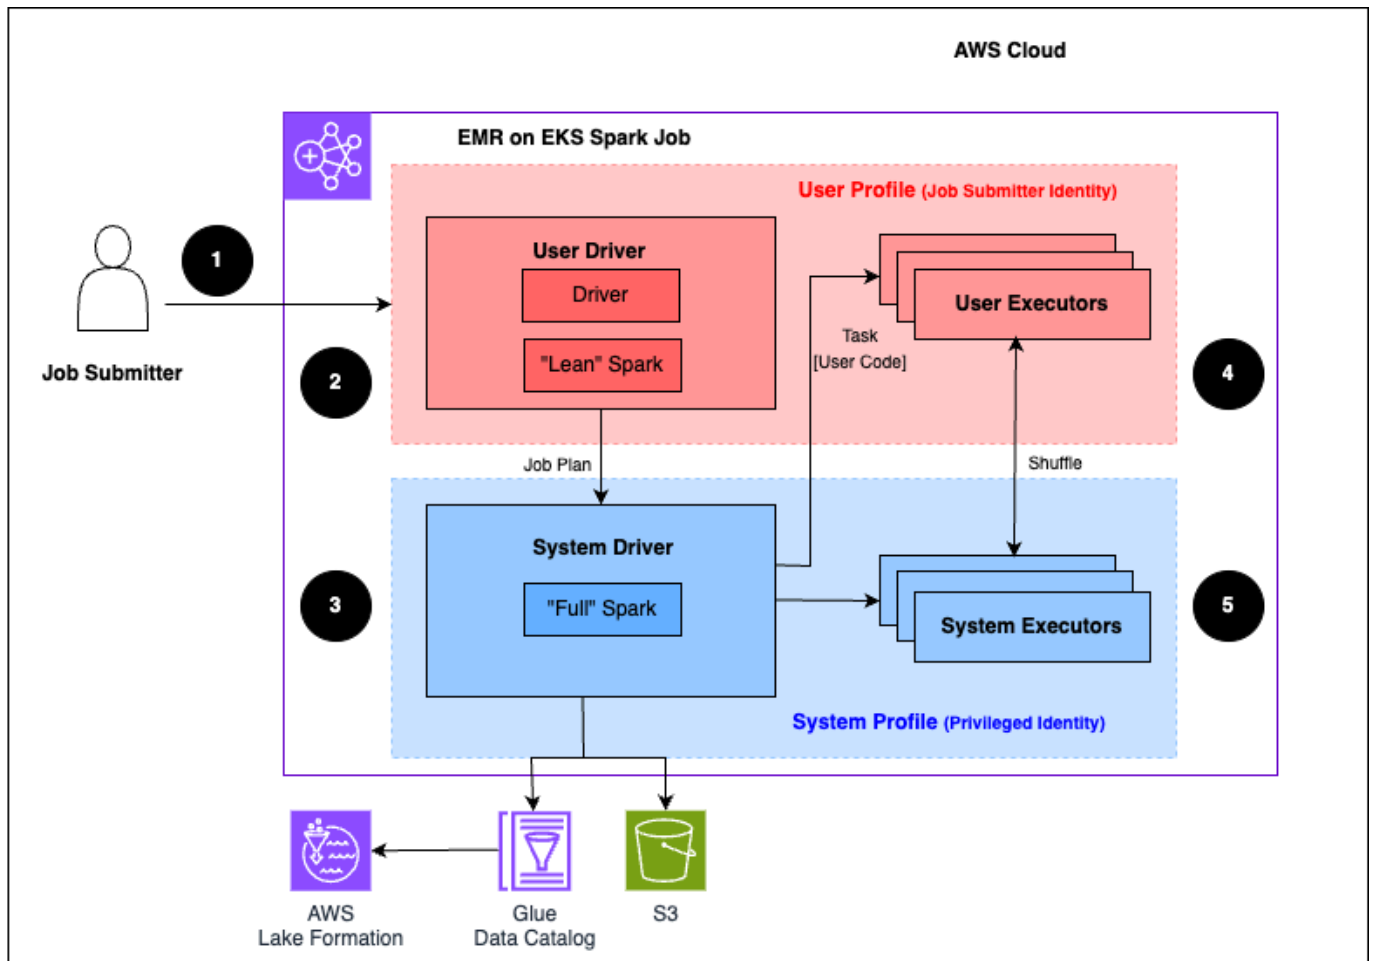 AWS Cloud
EMR on EKS Spark Job
User Profile (Job Submitter Identity)
1
User Driver
Driver
"Lean" Spark
User Executors
Task
[User Code]
Job Submitter
2
4
Job Plan
Shuffle
System Driver
"Full" Spark
3
System Executors
5
System Profile (Privileged Identity)
AWS
Lake Formation
Glue
Data Catalog
S3